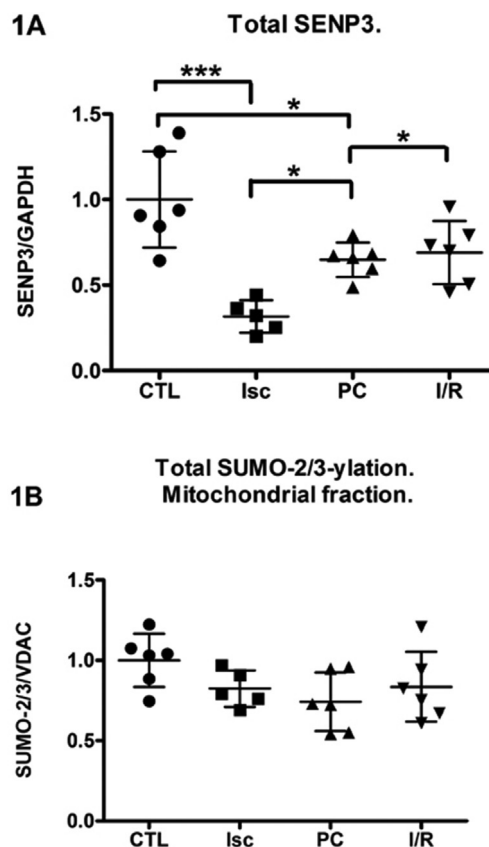 1A
Total SENP3.
***
*
*
*
SENP3/GAPDH
1.5
1.0
0.5
0.0
CTL Isc PC I/R
1B
Total SUMO-2/3-ylation.
Mitochondrial fraction.
SUMO-2/3/VDAC
1.5
1.0
0.5
0.0
CTL Isc PC I/R